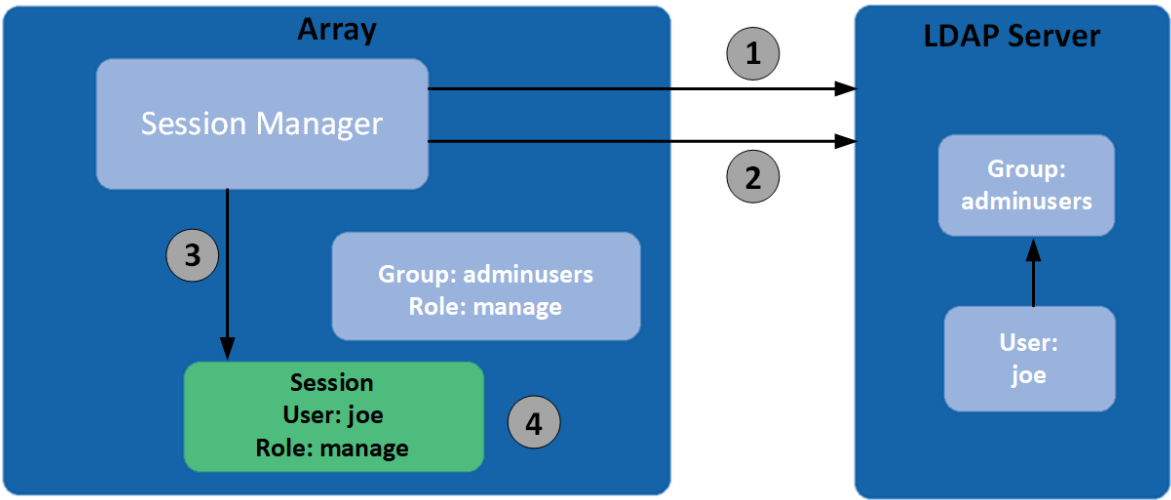 Array
LDAP Server
1
Session Manager
2
Group:
adminusers
3
Group: adminusers
Role: manage
User:
joe
Session
User: joe
Role: manage
4